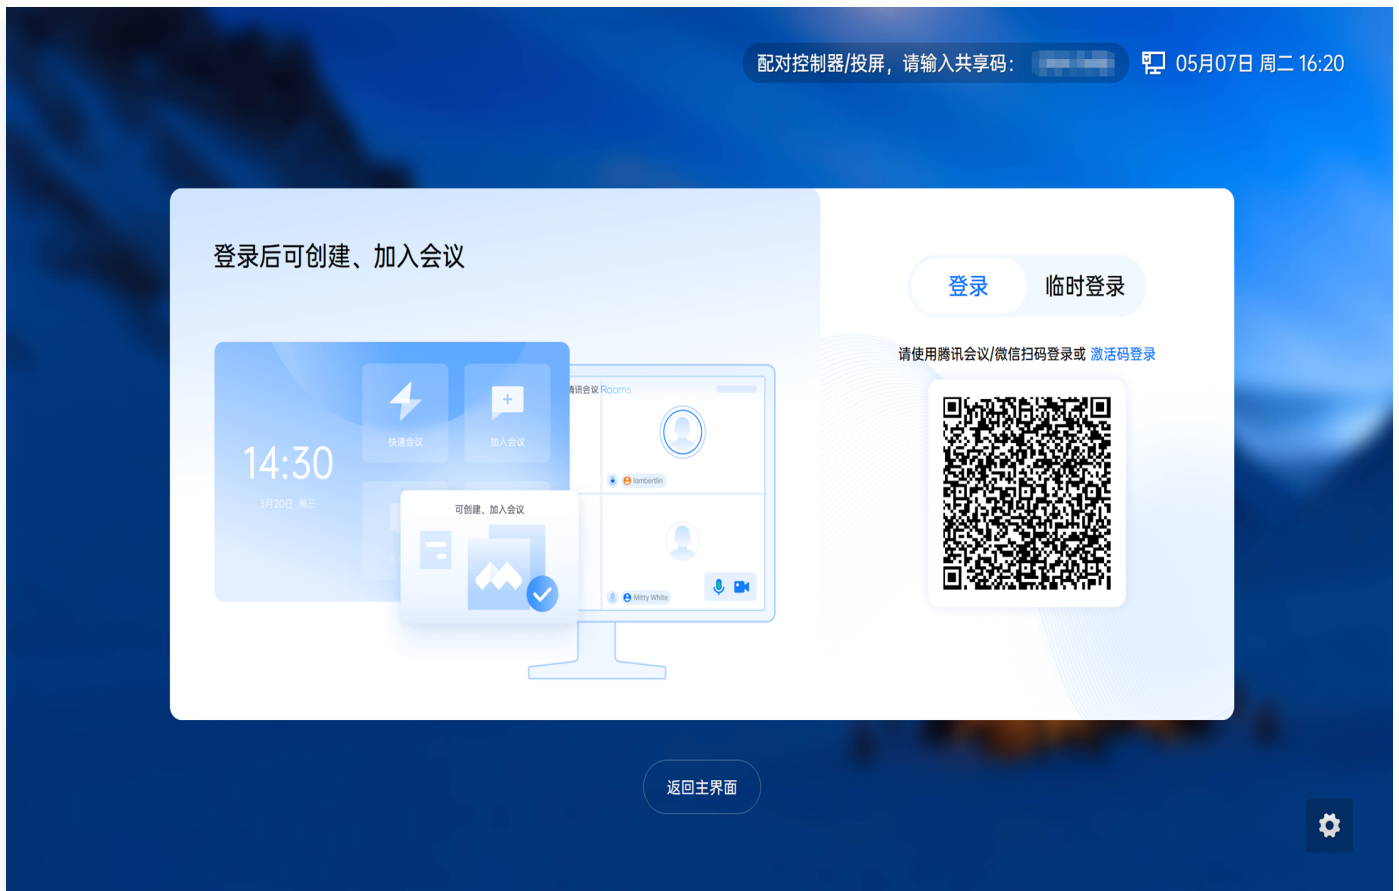 配对控制器/投屏，请输入共享码：
05月07日 周二 16:20
登录后可创建、加入会议
登录
临时登录
请使用腾讯会议/微信扫码登录或 激活码登录
14:30
3月20日 周三
快速会议
加入会议
可创建、加入会议
腾讯会议 Rooms
lombertlin
Mitty White
返回主界面